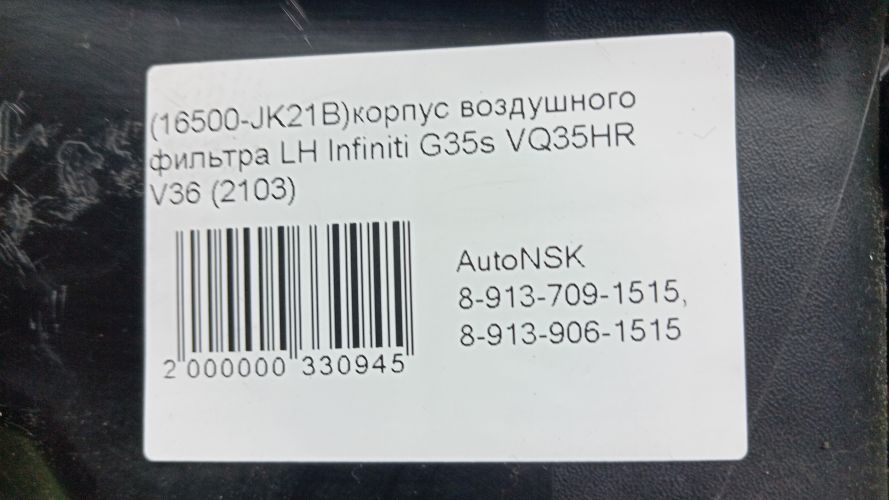 (16500-JK21B)корпус воздушного
фильтра LH Infiniti G35s VQ35HR
V36 (2103)
AutoNSK
8-913-709-1515,
8-913-906-1515
2 000000 330945